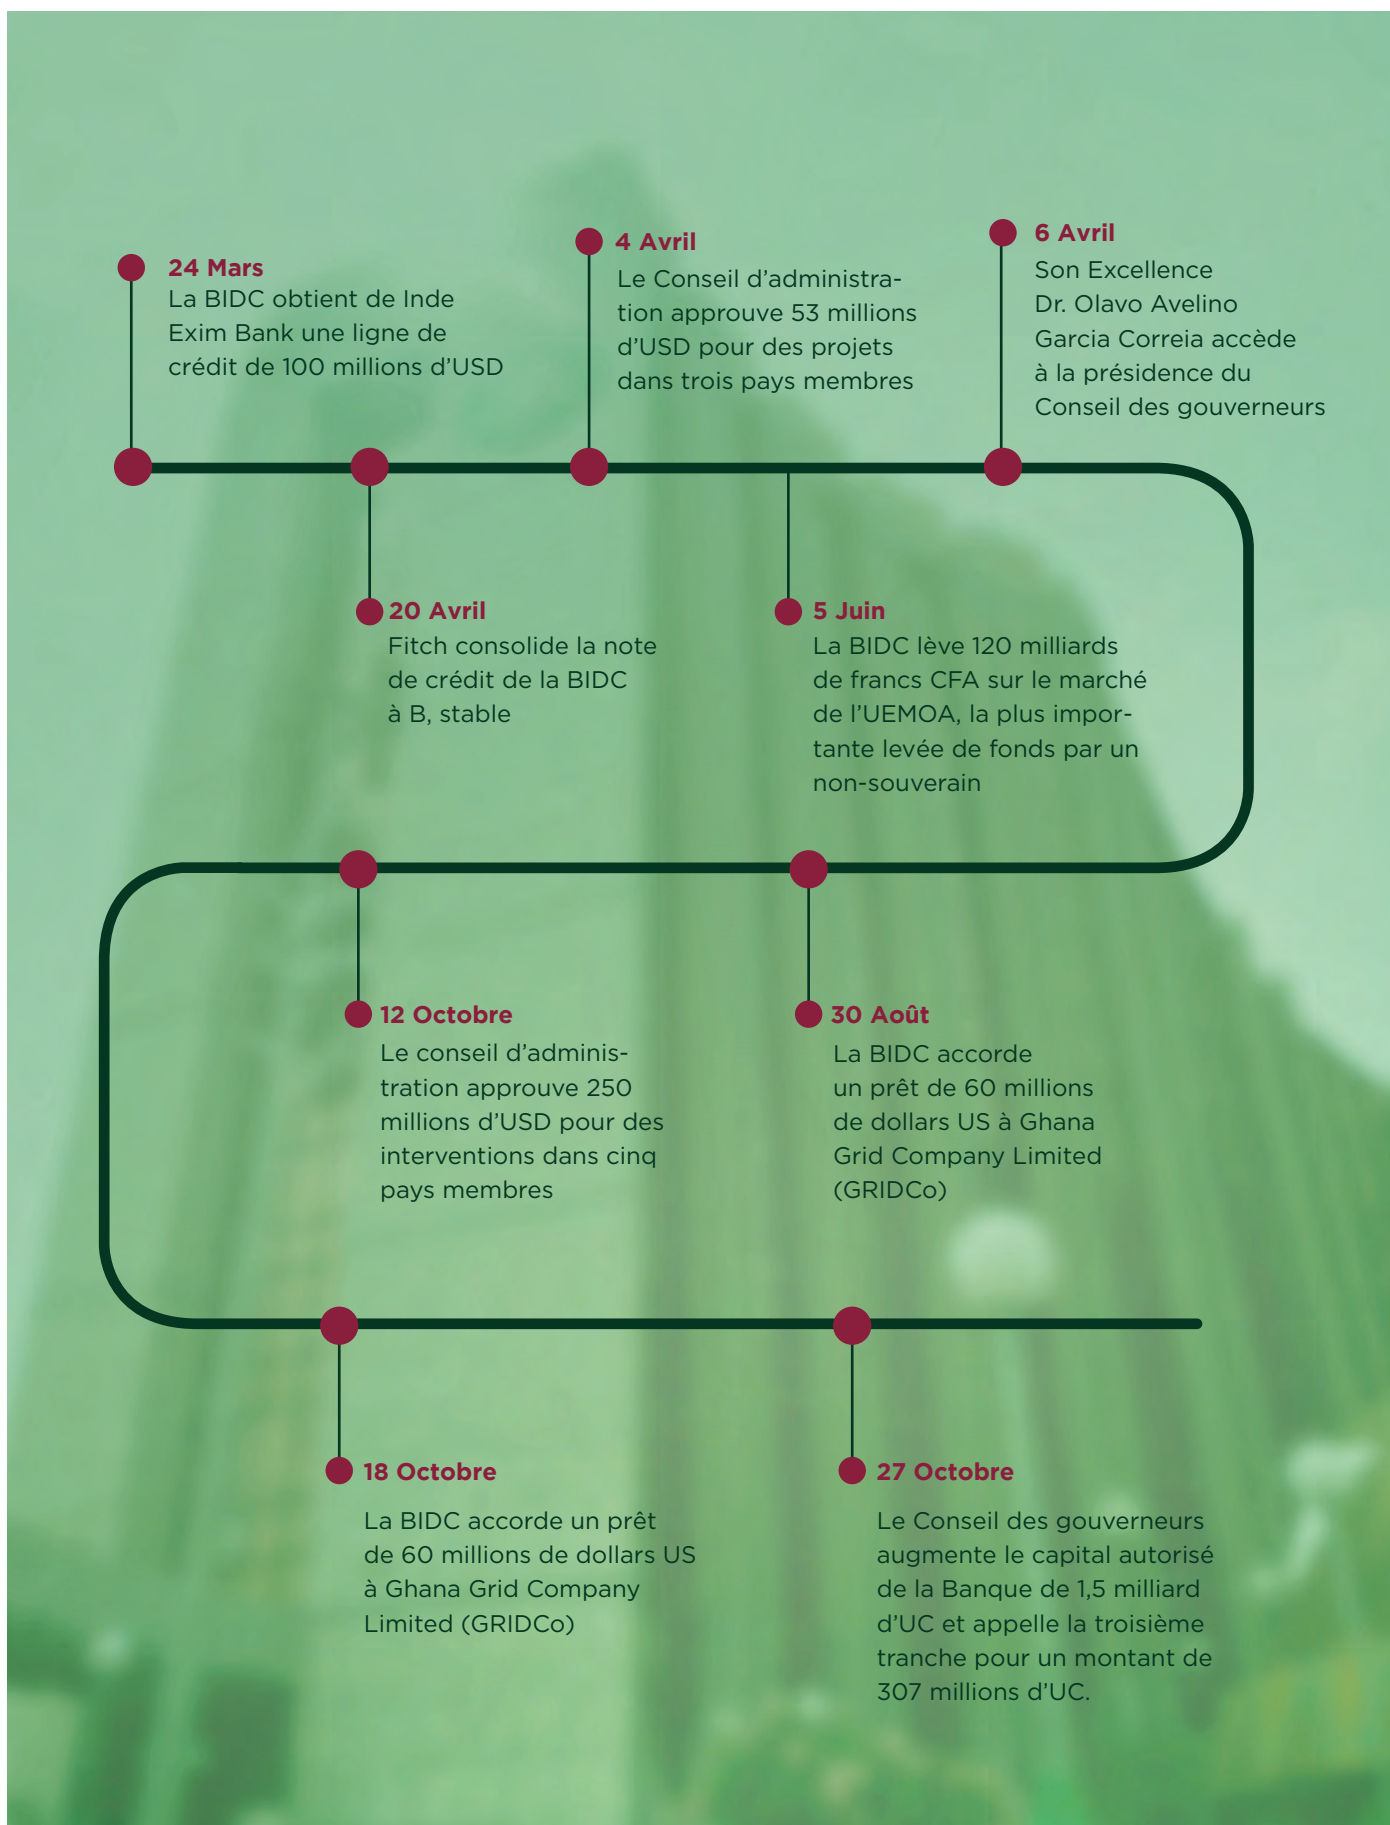 24 Mars
La BIDC obtient de Inde
Exim Bank une ligne de
crédit de 100 millions d’USD
4 Avril
Le Conseil d’administra-
tion approuve 53 millions
d’USD pour des projets
dans trois pays membres
6 Avril
Son Excellence
Dr. Olavo Avelino
Garcia Correia accède
à la présidence du
Conseil des gouverneurs
20 Avril
Fitch consolide la note
de crédit de la BIDC
à B, stable
5 Juin
La BIDC lève 120 milliards
de francs CFA sur le marché
de l’UEMOA, la plus impor-
tante levée de fonds par un
non-souverain
12 Octobre
Le conseil d’adminis-
tration approuve 250
millions d’USD pour des
interventions dans cinq
pays membres
30 Août
La BIDC accorde
un prêt de 60 millions
de dollars US à Ghana
Grid Company Limited
(GRIDCo)
18 Octobre
La BIDC accorde un prêt
de 60 millions de dollars US
à Ghana Grid Company
Limited (GRIDCo)
27 Octobre
Le Conseil des gouverneurs
augmente le capital autorisé
de la Banque de 1,5 milliard
d’UC et appelle la troisième
tranche pour un montant de
307 millions d’UC.